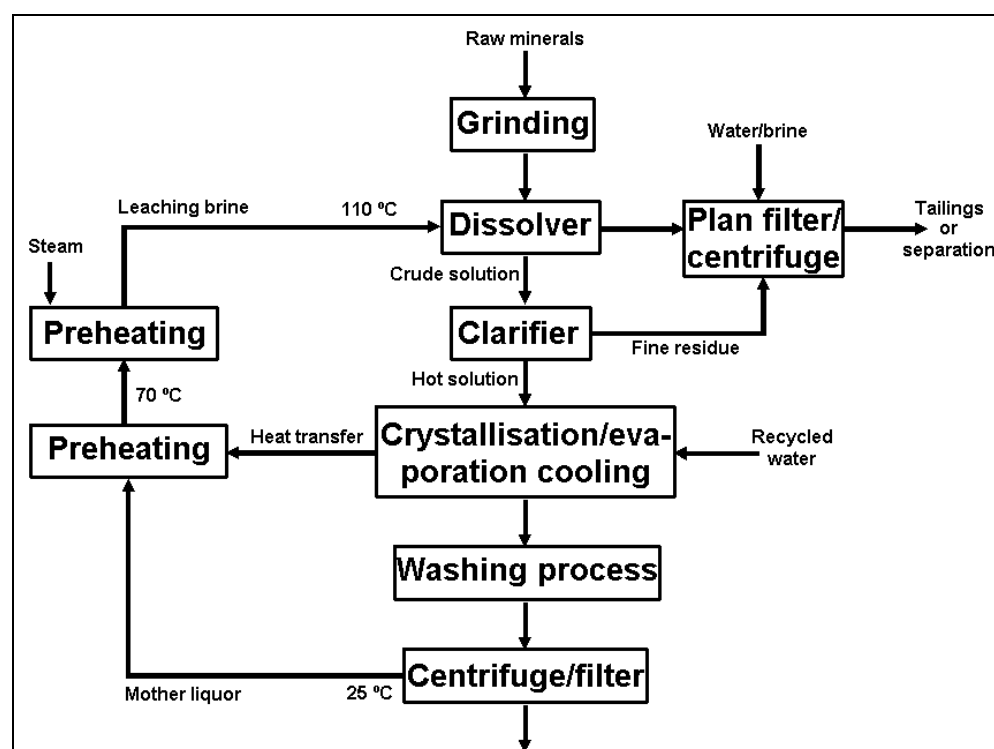 Raw minerals
Grinding
Water/brine
Leaching brine
110 ºC
Dissolver
Plan filter/
centrifuge
Tailings
or
separation
Steam
Crude solution
Preheating
Clarifier
Fine residue
70 ºC
Hot solution
Preheating
Heat transfer
Crystallisation/eva-
poration cooling
Recycled
water
Washing process
Centrifuge/filter
Mother liquor
25 ºC